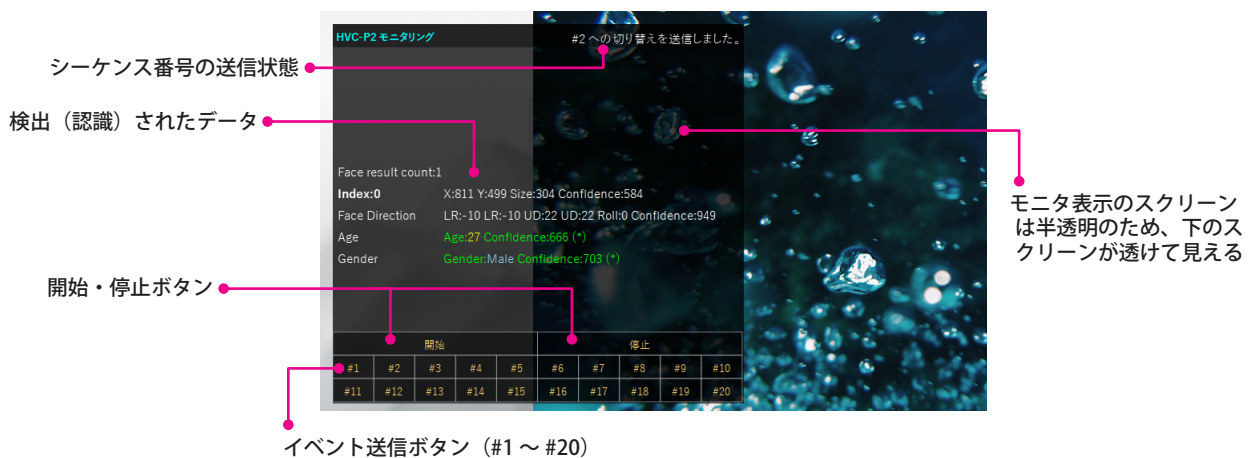 HVC-P2 モニタリング
#2 への切り替えを送信しました。
シーケンス番号の送信状態
検出（認識）されたデータ
Face result count:1
Index:0 X:811 Y:499 Size:304 Confidence:584
Face Direction LR:-10 LR:-10 UD:22 UD:22 Roll:0 Confidence:949
Age Age:27 Confidence:666 (*)
Gender Gender:Male Confidence:703 (*)
モニタ表示のスクリーン
は半透明のため、下のス
クリーンが透けて見える
開始・停止ボタン
開始 停止
#1 #2 #3 #4 #5 #6 #7 #8 #9 #10
#11 #12 #13 #14 #15 #16 #17 #18 #19 #20
イベント送信ボタン（#1 ～ #20）